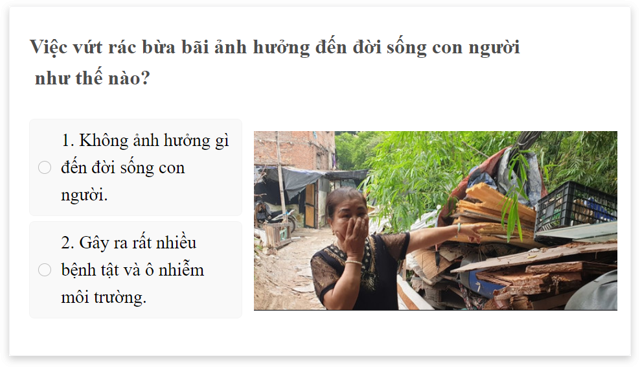 Việc vứt rác bừa bãi ảnh hưởng đến đời sống con người
như thế nào?
1. Không ảnh hưởng gì
đến đời sống con
người.
2. Gây ra rất nhiều
bệnh tật và ô nhiễm
môi trường.